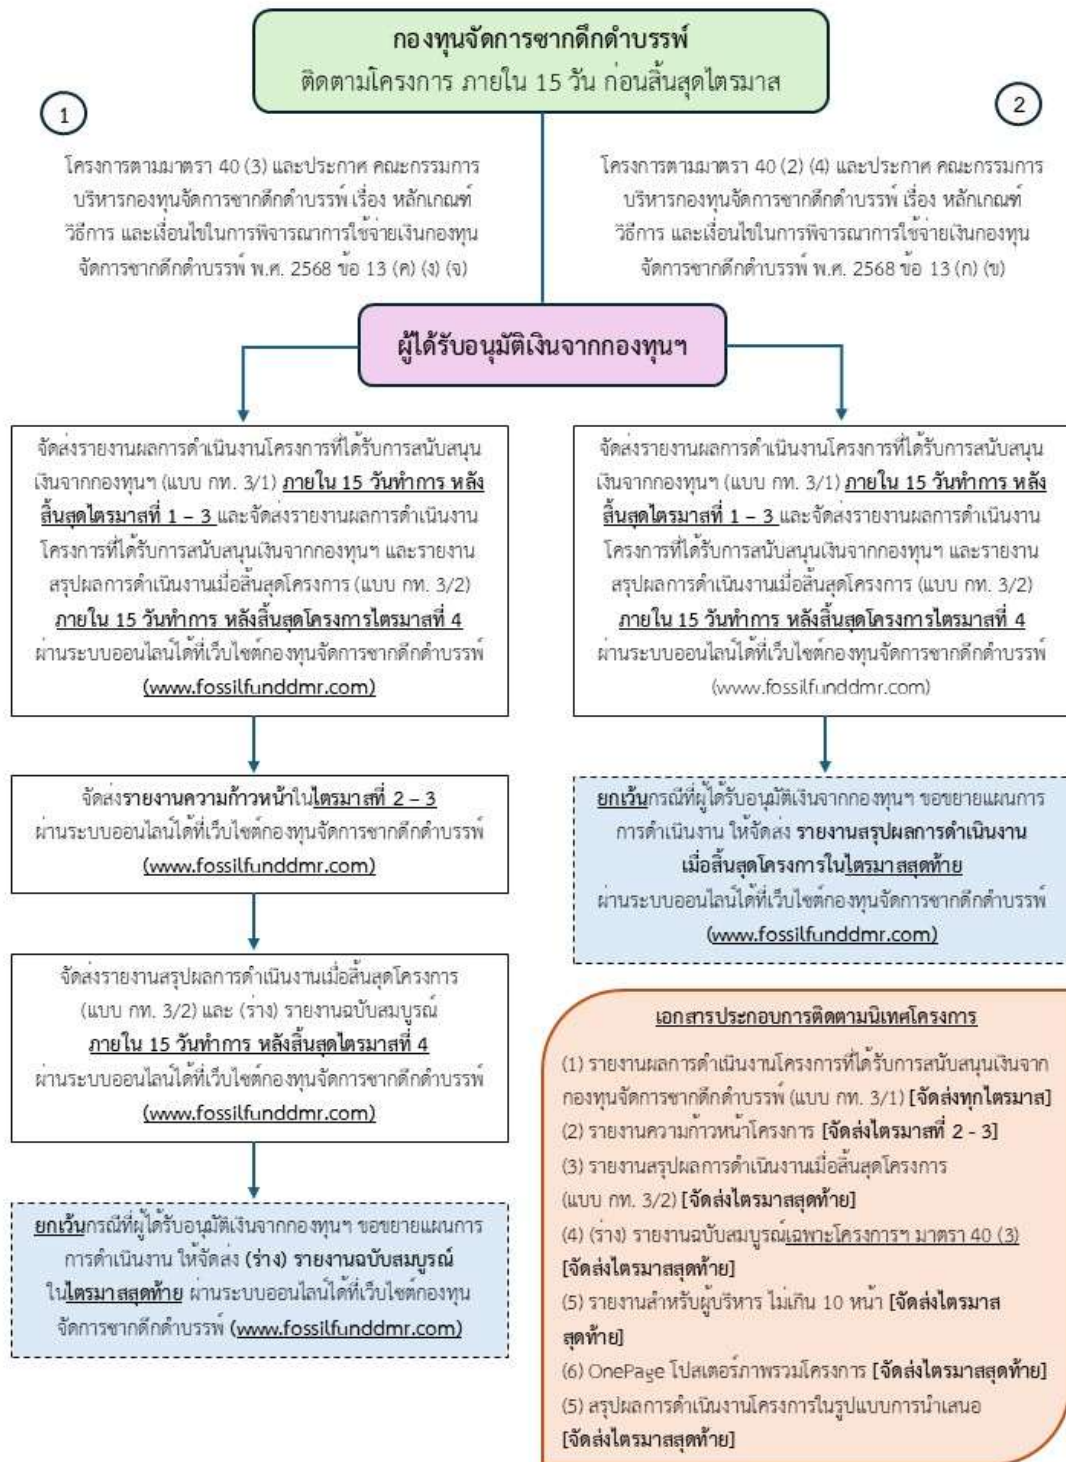 กองทุนจัดการซากดึกดำบรรพ์
ติดตามโครงการ ภายใน 15 วัน ก่อนสิ้นสุดไตรมาส
1
โครงการตามมาตรา 40 (3) และประกาศ คณะกรรมการ
บริหารกองทุนจัดการซากดึกดำบรรพ์ เรื่อง หลักเกณฑ์
วิธีการ และเงื่อนไขในการพิจารณาการใช้จ่ายเงินกองทุน
จัดการซากดึกดำบรรพ์ พ.ศ. 2568 ข้อ 13 (ค) (ง) (จ)
2
โครงการตามมาตรา 40 (2) (4) และประกาศ คณะกรรมการ
บริหารกองทุนจัดการซากดึกดำบรรพ์ เรื่อง หลักเกณฑ์
วิธีการ และเงื่อนไขในการพิจารณาการใช้จ่ายเงินกองทุน
จัดการซากดึกดำบรรพ์ พ.ศ. 2568 ข้อ 13 (ก) (ข)
ผู้ได้รับอนุมัติเงินจากกองทุนฯ
จัดส่งรายงานผลการดำเนินงานโครงการที่ได้รับการสนับสนุน
เงินจากกองทุนฯ (แบบ กท. 3/1) ภายใน 15 วันทำการ หลัง
สิ้นสุดไตรมาสที่ 1 – 3 และจัดส่งรายงานผลการดำเนินงาน
โครงการที่ได้รับการสนับสนุนเงินจากกองทุนฯ และรายงาน
สรุปผลการดำเนินงานเมื่อสิ้นสุดโครงการ (แบบ กท. 3/2)
ภายใน 15 วันทำการ หลังสิ้นสุดโครงการไตรมาสที่ 4
ผ่านระบบออนไลน์ได้ที่เว็บไซต์กองทุนจัดการซากดึกดำบรรพ์
(www.fossilfunddmr.com)
จัดส่งรายงานความก้าวหน้าในไตรมาสที่ 2 – 3
ผ่านระบบออนไลน์ได้ที่เว็บไซต์กองทุนจัดการซากดึกดำบรรพ์
(www.fossilfunddmr.com)
จัดส่งรายงานสรุปผลการดำเนินงานเมื่อสิ้นสุดโครงการ
(แบบ กท. 3/2) และ (ร่าง) รายงานฉบับสมบูรณ์
ภายใน 15 วันทำการ หลังสิ้นสุดไตรมาสที่ 4
ผ่านระบบออนไลน์ได้ที่เว็บไซต์กองทุนจัดการซากดึกดำบรรพ์
(www.fossilfunddmr.com)
ยกเว้นกรณีที่ผู้ได้รับอนุมัติเงินจากกองทุนฯ ขอขยายแผนการ
การดำเนินงาน ให้จัดส่ง (ร่าง) รายงานฉบับสมบูรณ์
ในไตรมาสสุดท้าย ผ่านระบบออนไลน์ได้ที่เว็บไซต์กองทุน
จัดการซากดึกดำบรรพ์ (www.fossilfunddmr.com)
จัดส่งรายงานผลการดำเนินงานโครงการที่ได้รับการสนับสนุน
เงินจากกองทุนฯ (แบบ กท. 3/1) ภายใน 15 วันทำการ หลัง
สิ้นสุดไตรมาสที่ 1 – 3 และจัดส่งรายงานผลการดำเนินงาน
โครงการที่ได้รับการสนับสนุนเงินจากกองทุนฯ และรายงาน
สรุปผลการดำเนินงานเมื่อสิ้นสุดโครงการ (แบบ กท. 3/2)
ภายใน 15 วันทำการ หลังสิ้นสุดโครงการไตรมาสที่ 4
ผ่านระบบออนไลน์ได้ที่เว็บไซต์กองทุนจัดการซากดึกดำบรรพ์
(www.fossilfunddmr.com)
ยกเว้นกรณีที่ผู้ได้รับอนุมัติเงินจากกองทุนฯ ขอขยายแผนการ
การดำเนินงาน ให้จัดส่ง รายงานสรุปผลการดำเนินงาน
เมื่อสิ้นสุดโครงการในไตรมาสสุดท้าย
ผ่านระบบออนไลน์ได้ที่เว็บไซต์กองทุนจัดการซากดึกดำบรรพ์
(www.fossilfunddmr.com)
เอกสารประกอบการติดตามนิเทศโครงการ
(1) รายงานผลการดำเนินงานโครงการที่ได้รับการสนับสนุนเงินจาก
กองทุนจัดการซากดึกดำบรรพ์ (แบบ กท. 3/1) [จัดส่งทุกไตรมาส]
(2) รายงานความก้าวหน้าโครงการ [จัดส่งไตรมาสที่ 2 - 3]
(3) รายงานสรุปผลการดำเนินงานเมื่อสิ้นสุดโครงการ
(แบบ กท. 3/2) [จัดส่งไตรมาสสุดท้าย]
(4) (ร่าง) รายงานฉบับสมบูรณ์เฉพาะโครงการฯ มาตรา 40 (3)
[จัดส่งไตรมาสสุดท้าย]
(5) รายงานสำหรับผู้บริหาร ไม่เกิน 10 หน้า [จัดส่งไตรมาส
สุดท้าย]
(6) OnePage โปสเตอร์ภาพรวมโครงการ [จัดส่งไตรมาสสุดท้าย]
(5) สรุปผลการดำเนินงานโครงการในรูปแบบการนำเสนอ
[จัดส่งไตรมาสสุดท้าย]